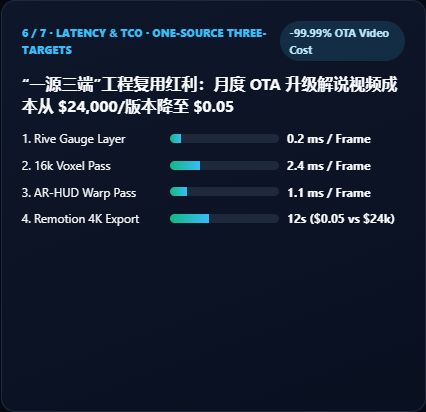 6 / 7 · LATENCY & TCO · ONE-SOURCE THREE-
TARGETS
-99.99% OTA Video
Cost
“一源三端”工程复用红利：月度 OTA 升级解说视频成
本从 $24,000/版本降至 $0.05
1. Rive Gauge Layer 0.2 ms / Frame
2. 16k Voxel Pass 2.4 ms / Frame
3. AR-HUD Warp Pass 1.1 ms / Frame
4. Remotion 4K Export 12s ($0.05 vs $24k)